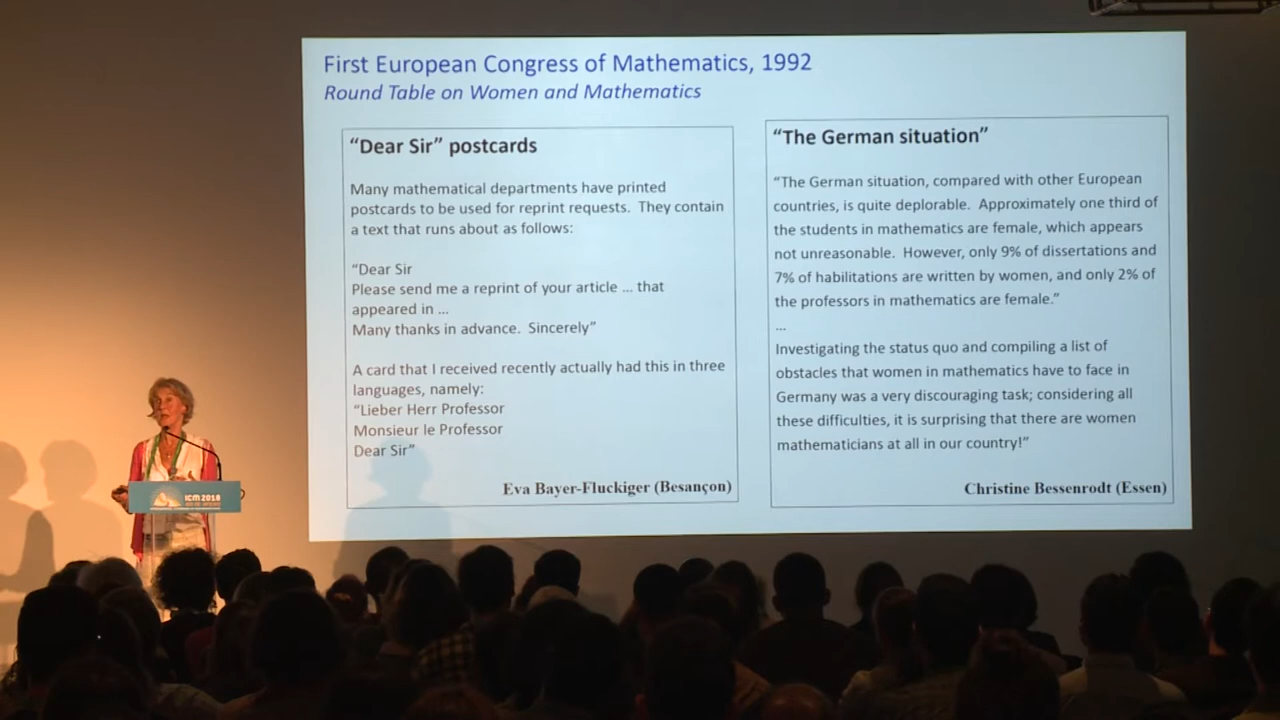 First European Congress of Mathematics, 1992
Round Table on Women and Mathematics
“Dear Sir” postcards
Many mathematical departments have printed
postcards to be used for reprint requests. They contain
a text that runs about as follows:
“Dear Sir
Please send me a reprint of your article ... that
appeared in ...
Many thanks in advance. Sincerely”
A card that I received recently actually had this in three
languages, namely:
“Lieber Herr Professor
Monsieur le Professor
Dear Sir”
Eva Bayer-Fluckiger (Besançon)
“The German situation”
“The German situation, compared with other European
countries, is quite deplorable. Approximately one third of
the students in mathematics are female, which appears
not unreasonable. However, only 9% of dissertations and
7% of habilitations are written by women, and only 2% of
the professors in mathematics are female.”
...
Investigating the status quo and compiling a list of
obstacles that women in mathematics have to face in
Germany was a very discouraging task; considering all
these difficulties, it is surprising that there are women
mathematicians at all in our country!”
Christine Bessenrodt (Essen)
ICM 2018